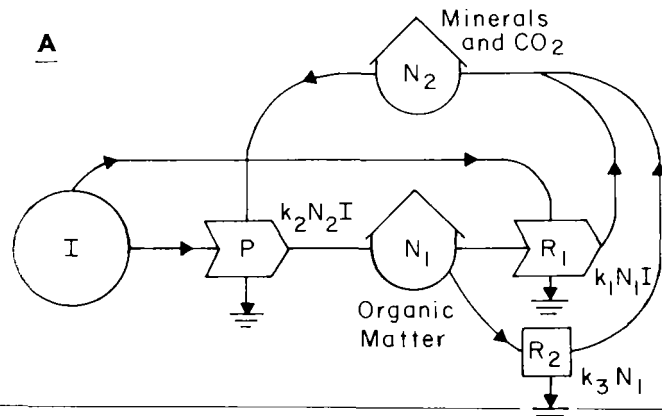 A
Minerals
and CO₂
N₂
I
P
k₂N₂I
N₁
Organic
Matter
R₁
k₁N₁I
R₂
k₃N₁